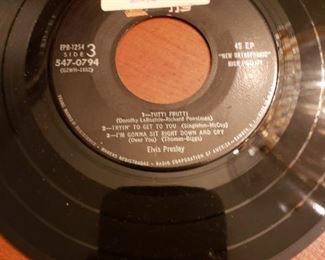 EPB-1254
SIDE 3
547-0794
45 EP
"NEW ORTHOPHONIC"
HIGH FIDELITY
1—TUTTI FRUTTI
(Dorothy LaBostrie-Richard Penniman)
2—TRYIN' TO GET TO YOU (Singleton-McCoy)
3—I'M GONNA SIT RIGHT DOWN AND CRY
(Over You) (Thomas-Biggs)
Elvis Presley
RADIO CORPORATION OF AMERICA